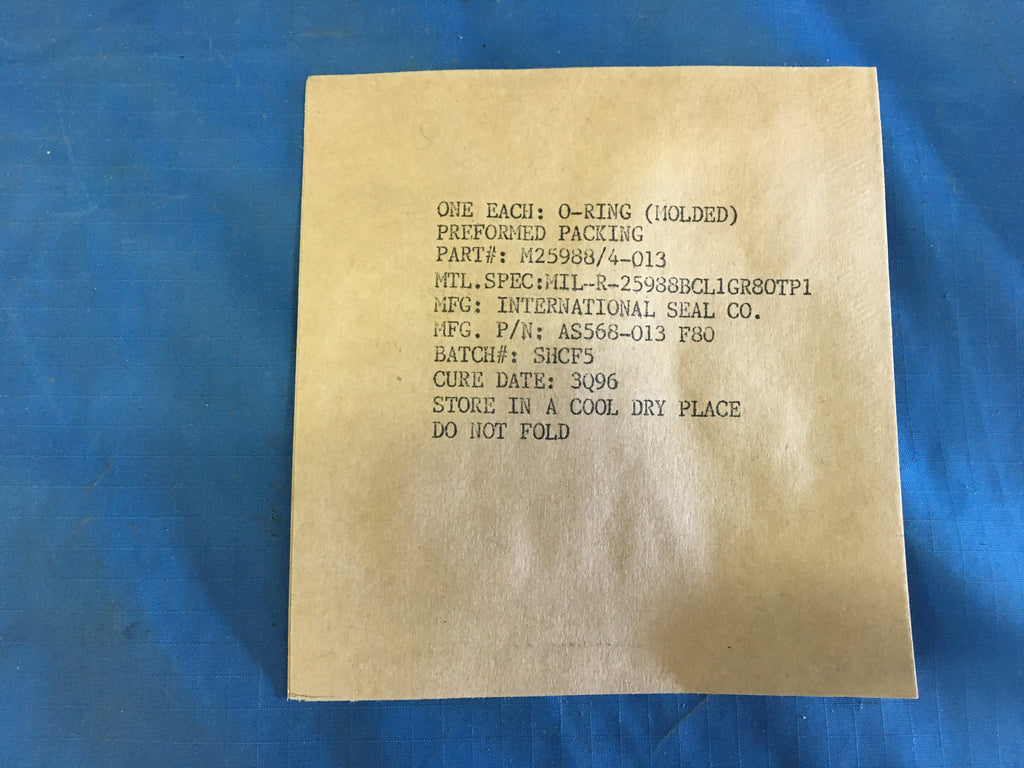 ONE EACH: O-RING (MOLDED)
PREFORMED PACKING
PART#: M25988/4-013
MTL.SPEC:MIL-R-25988BCL1GR80TP1
MFG: INTERNATIONAL SEAL CO.
MFG. P/N: AS568-013 F80
BATCH#: SHCF5
CURE DATE: 3Q96
STORE IN A COOL DRY PLACE
DO NOT FOLD